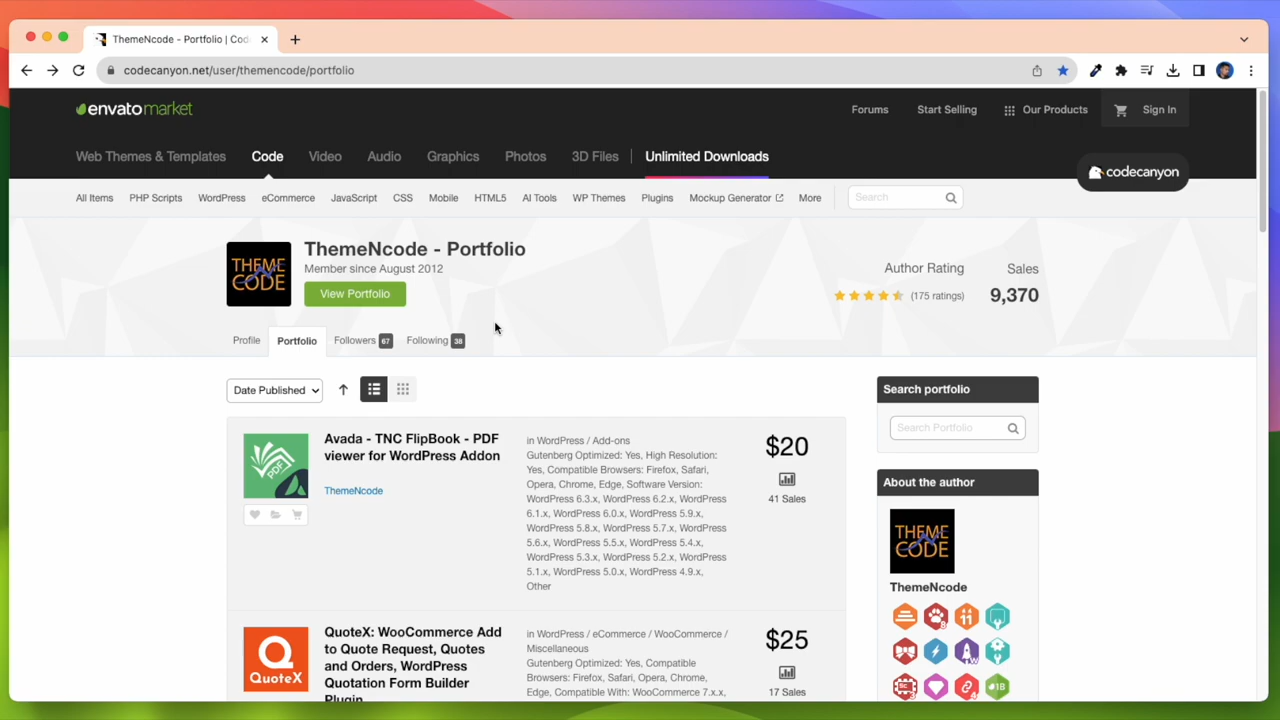 ThemeNcode - Portfolio | Cod
codecanyon.net/user/themencode/portfolio
envatomarket
Forums
Start Selling
Our Products
Sign In
Web Themes & Templates
Code
Video
Audio
Graphics
Photos
3D Files
Unlimited Downloads
codecanyon
All Items
PHP Scripts
WordPress
eCommerce
JavaScript
CSS
Mobile
HTML5
AI Tools
WP Themes
Plugins
Mockup Generator
More
Search
THEME
CODE
ThemeNcode - Portfolio
Member since August 2012
View Portfolio
Author Rating
(175 ratings)
Sales
9,370
Profile
Portfolio
Followers 67
Following 38
Date Published
PDF
Avada - TNC FlipBook - PDF
viewer for WordPress Addon
ThemeNcode
in WordPress / Add-ons
Gutenberg Optimized: Yes, High Resolution:
Yes, Compatible Browsers: Firefox, Safari,
Opera, Chrome, Edge, Software Version:
WordPress 6.3.x, WordPress 6.2.x, WordPress
6.1.x, WordPress 6.0.x, WordPress 5.9.x,
WordPress 5.8.x, WordPress 5.7.x, WordPress
5.6.x, WordPress 5.5.x, WordPress 5.4.x,
WordPress 5.3.x, WordPress 5.2.x, WordPress
5.1.x, WordPress 5.0.x, WordPress 4.9.x,
Other
$20
41 Sales
QuoteX
QuoteX: WooCommerce Add
to Quote Request, Quotes
and Orders, WordPress
Quotation Form Builder
Plugin
in WordPress / eCommerce / WooCommerce /
Miscellaneous
Gutenberg Optimized: Yes, Compatible
Browsers: Firefox, Safari, Opera, Chrome,
Edge, Compatible With: WooCommerce 7.x.x,
$25
17 Sales
Search portfolio
Search Portfolio
About the author
THEME
CODE
ThemeNcode
11